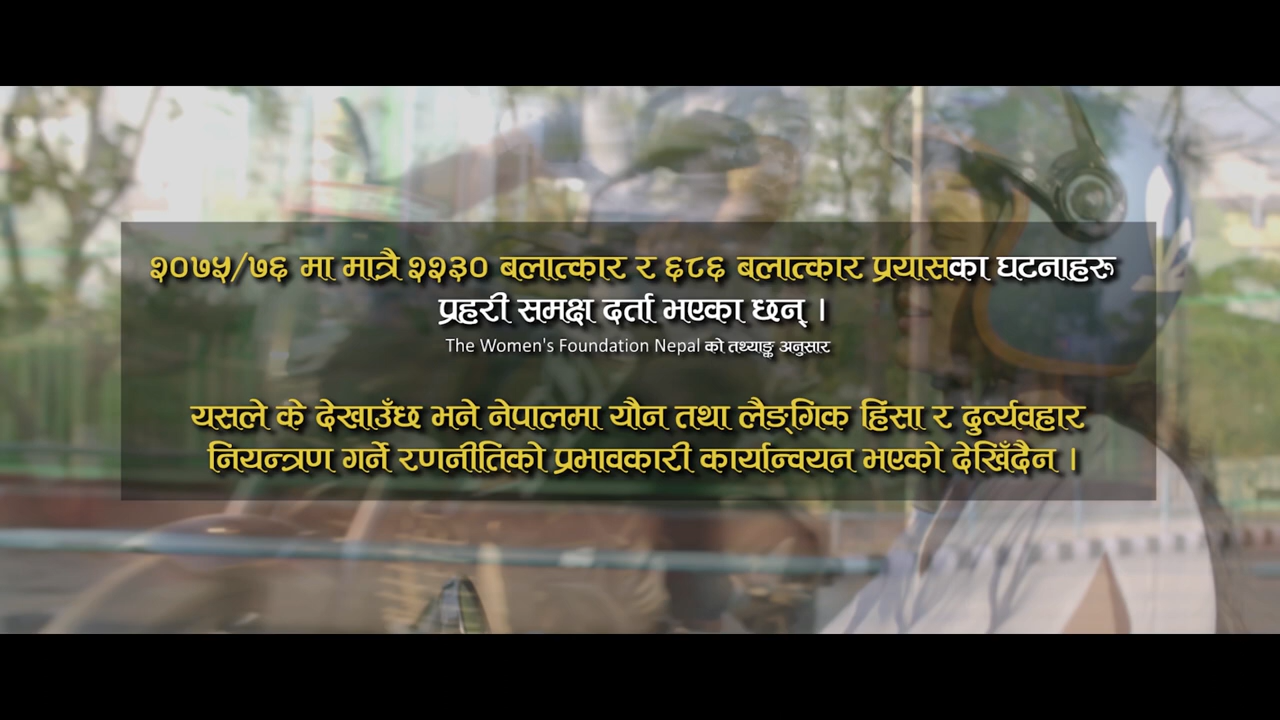 २०७५/७६ मा मात्रै २२३० बलात्कार र ६८६ बलात्कार प्रयासका घटनाहरु
प्रहरी समक्ष दर्ता भएका छन् ।
The Women's Foundation Nepal को तथ्याङ्क अनुसार
यसले के देखाउँछ भने नेपालमा यौन तथा लैङ्गिक हिंसा र दुर्व्यवहार
नियन्त्रण गर्ने रणनीतिको प्रभावकारी कार्यान्वयन भएको देखिँदैन ।